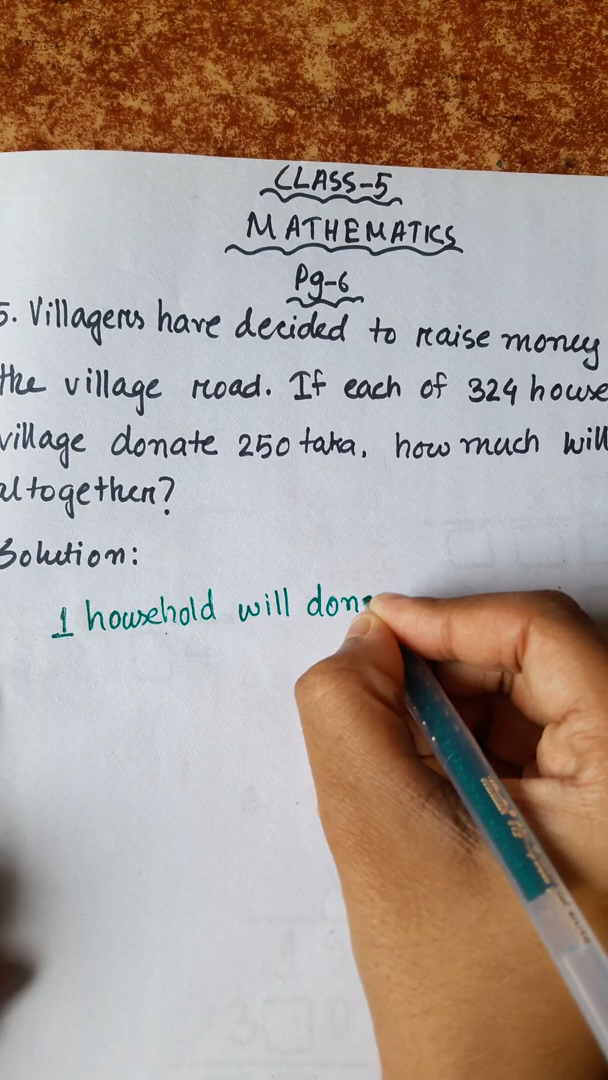 CLASS-5
MATHEMATICS
Pg-6
5. Villagers have decided to raise money
the village road. If each of 324 house
village donate 250 taka, how much will
altogether?
Solution:
1 household will dona